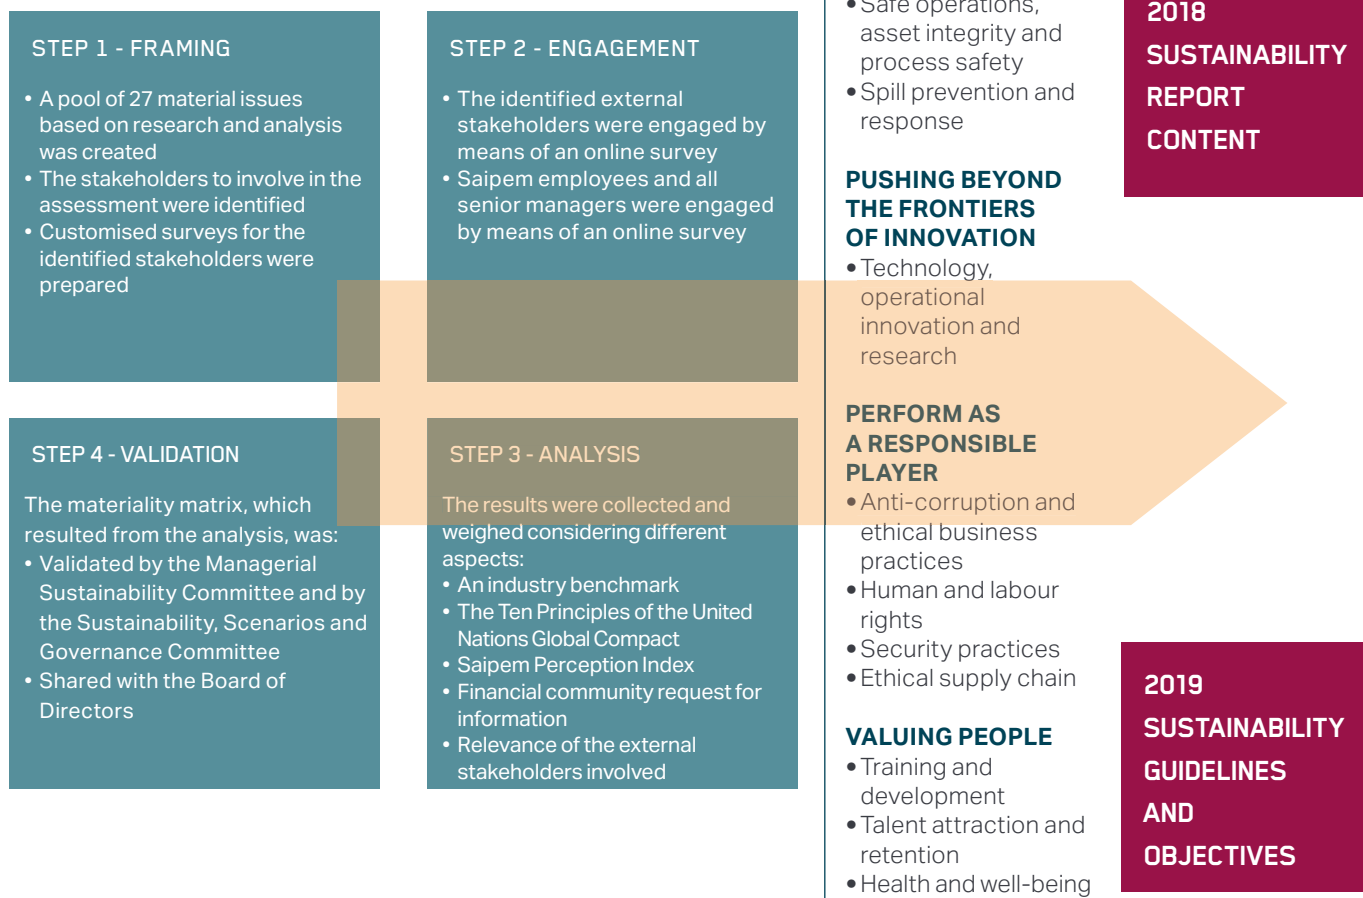 STEP 1 - FRAMING
• A pool of 27 material issues
based on research and analysis
was created
• The stakeholders to involve in the
assessment were identified
• Customised surveys for the
identified stakeholders were
prepared
STEP 2 - ENGAGEMENT
• The identified external
stakeholders were engaged by
means of an online survey
• Saipem employees and all
senior managers were engaged
by means of an online survey
STEP 4 - VALIDATION
The materiality matrix, which
resulted from the analysis, was:
• Validated by the Managerial
Sustainability Committee and by
the Sustainability, Scenarios and
Governance Committee
• Shared with the Board of
Directors
STEP 3 - ANALYSIS
The results were collected and
weighed considering different
aspects:
• An industry benchmark
• The Ten Principles of the United
Nations Global Compact
• Saipem Perception Index
• Financial community request for
information
• Relevance of the external
stakeholders involved
• Safe operations,
asset integrity and
process safety
• Spill prevention and
response
PUSHING BEYOND
THE FRONTIERS
OF INNOVATION
• Technology,
operational
innovation and
research
PERFORM AS
A RESPONSIBLE
PLAYER
• Anti-corruption and
ethical business
practices
• Human and labour
rights
• Security practices
• Ethical supply chain
VALUING PEOPLE
• Training and
development
• Talent attraction and
retention
• Health and well-being
2018
SUSTAINABILITY
REPORT
CONTENT
2019
SUSTAINABILITY
GUIDELINES
AND
OBJECTIVES